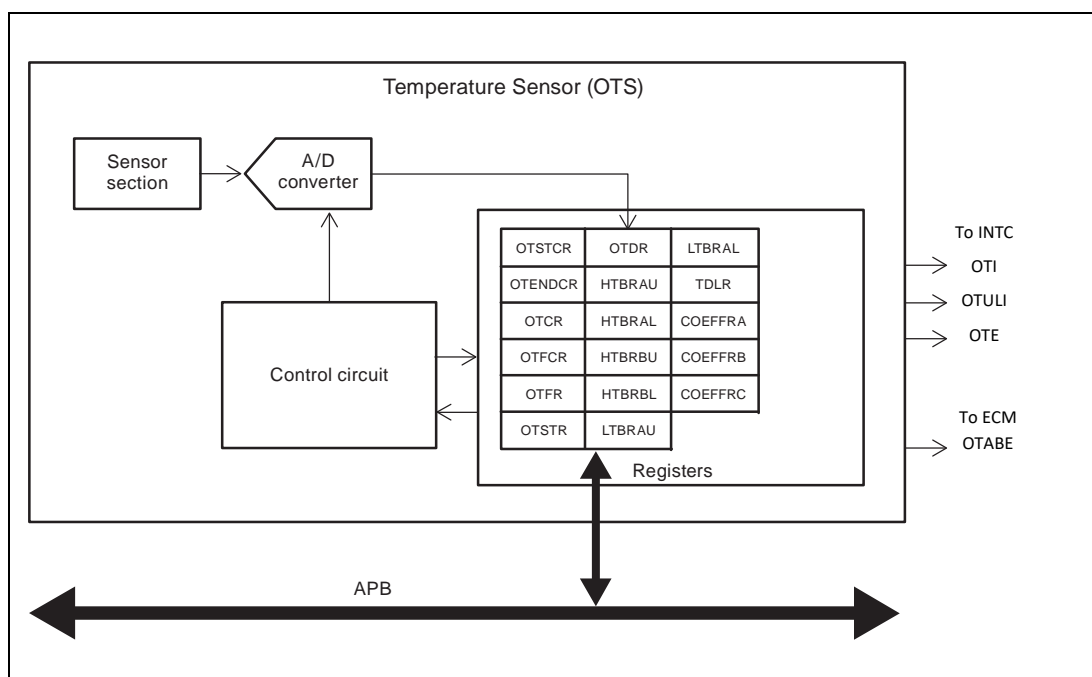 Temperature Sensor (OTS)
Sensor
section
A/D
converter
Control circuit
OTSTCR OTDR LTBRAL
OTENDCR HTBRAU TDLR
OTCR HTBRAL COEFFRA
OTFCR HTBRBU COEFFRB
OTFR HTBRBL COEFFRC
OTSTR LTBRAU
Registers
To INTC
OTI
OTULI
OTE
To ECM
OTABE
APB